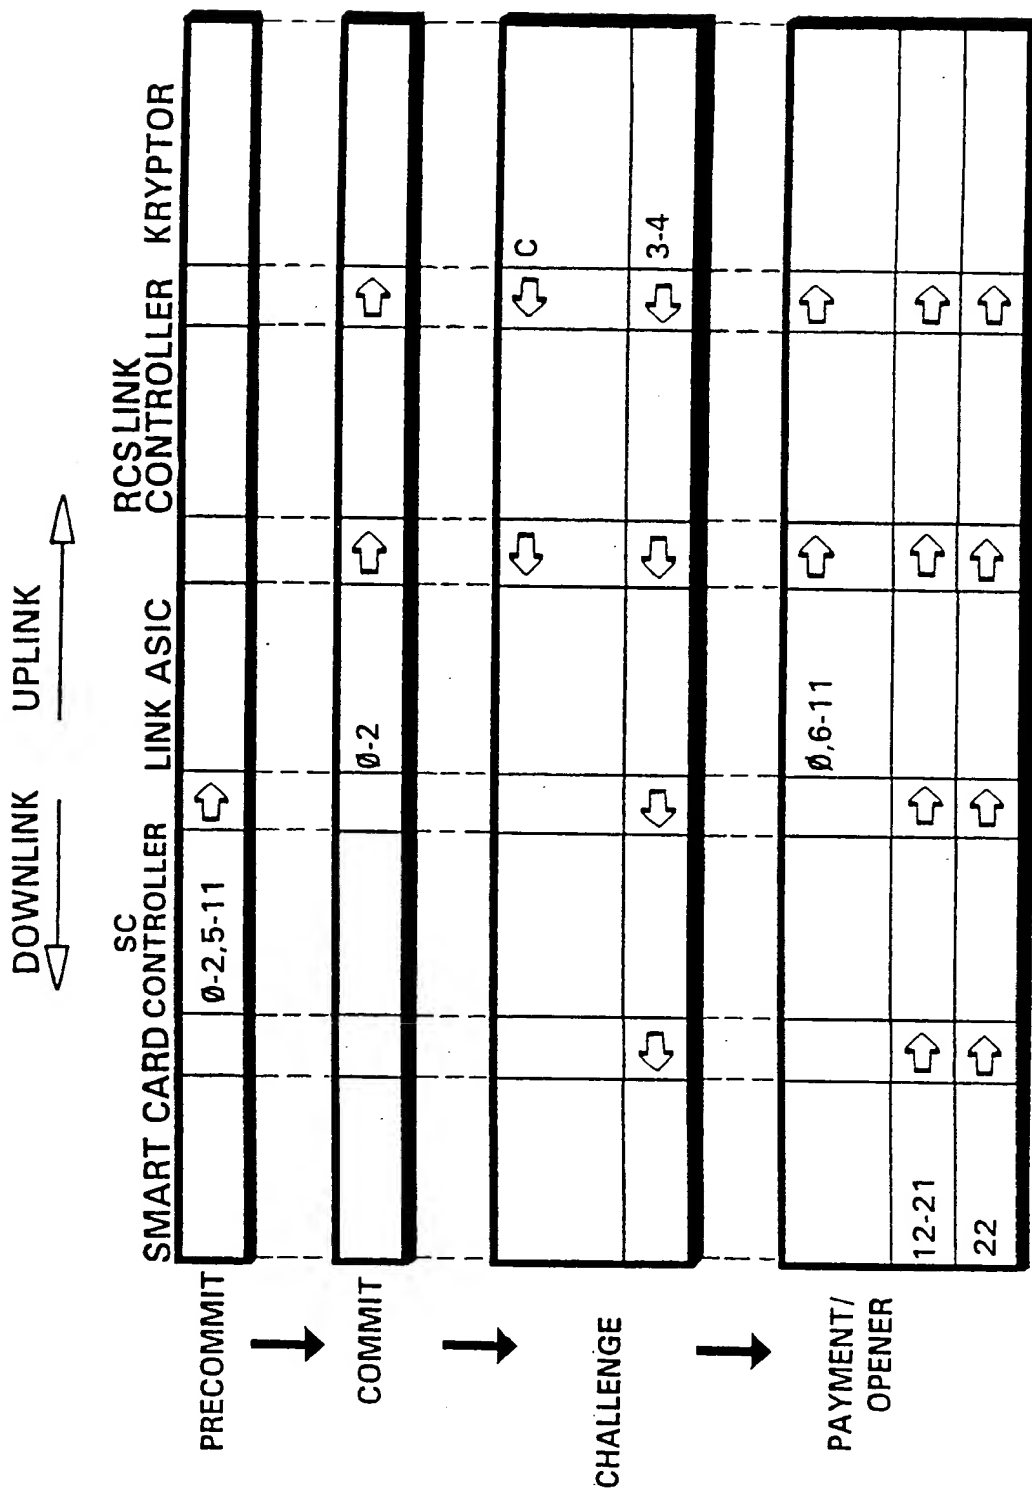 DOWNLINK UPLINK
SMART CARD
SC
CONTROLLER
LINK ASIC
RCS LINK
CONTROLLER
KRYPTOR
PRECOMMIT
Ø-2,5-11
COMMIT
Ø-2
CHALLENGE
C
3-4
PAYMENT/
OPENER
Ø,6-11
12-21
22